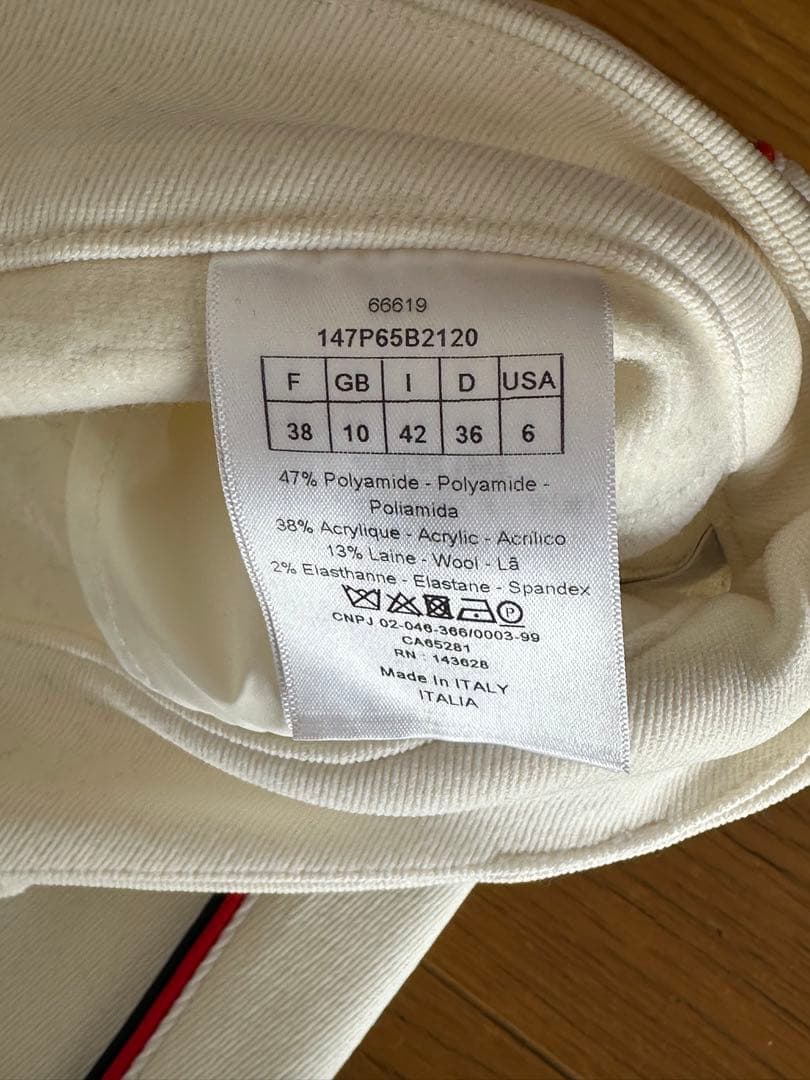 66619
147P65B2120
F GB I D USA
38 10 42 36 6
47% Polyamide - Polyamide -
Poliamida
38% Acrylique - Acrylic - Acrílico
13% Laine - Wool - Lã
2% Elasthanne - Elastane - Spandex
P
CNPJ 02-046-366/0003-99
CA65281
RN : 143628
Made In ITALY
ITALIA